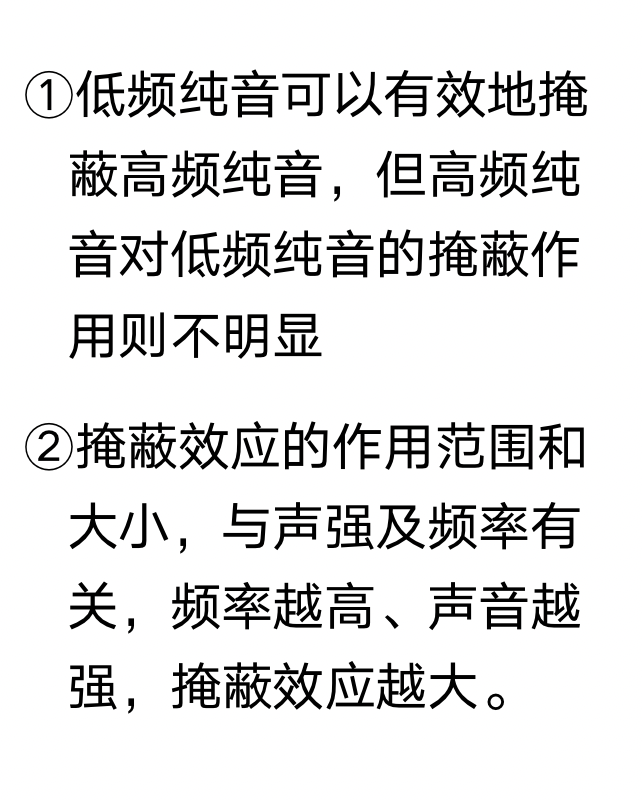 ①低频纯音可以有效地掩
蔽高频纯音，但高频纯
音对低频纯音的掩蔽作
用则不明显
②掩蔽效应的作用范围和
大小，与声强及频率有
关，频率越高、声音越
强，掩蔽效应越大。